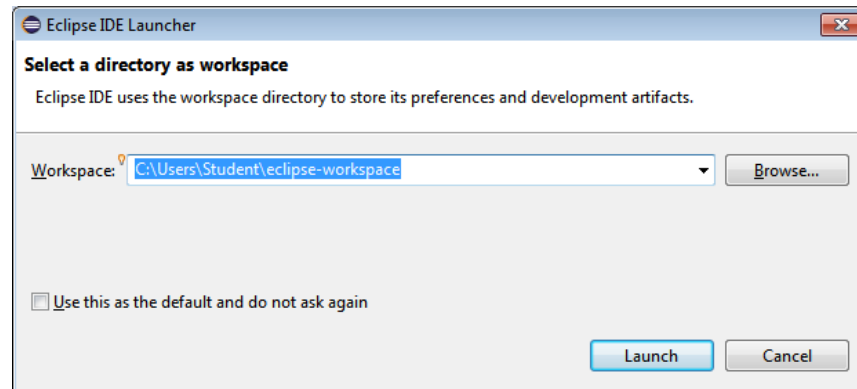 Eclipse IDE Launcher
Select a directory as workspace
Eclipse IDE uses the workspace directory to store its preferences and development artifacts.
Workspace: C:\Users\Student\eclipse-workspace Browse...
Use this as the default and do not ask again
Launch Cancel